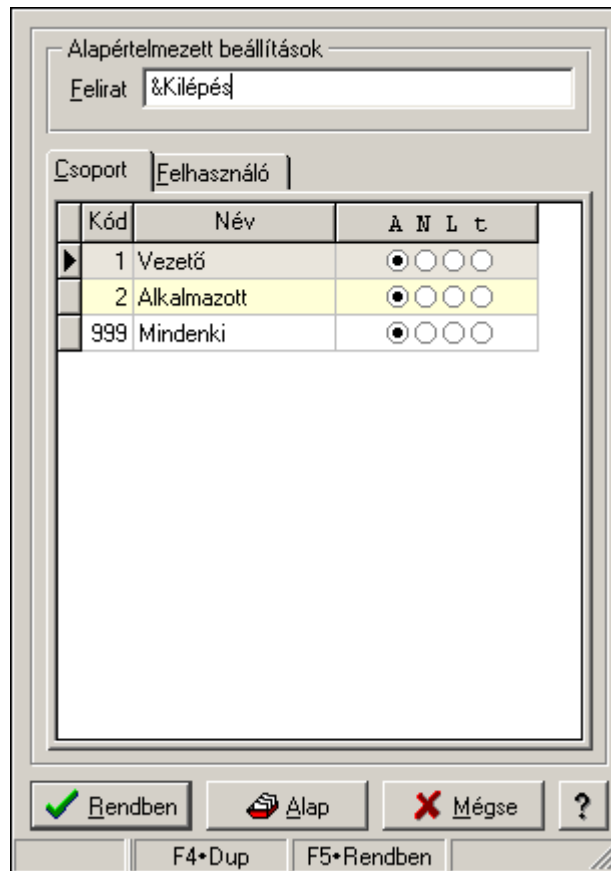 Alapértelmezett beállítások
Felirat &Kilépés
Csoport Felhasználó
Kód Név A N L t
1 Vezető
2 Alkalmazott
999 Mindenki
Rendben Alap Mégse ?
F4•Dup F5•Rendben